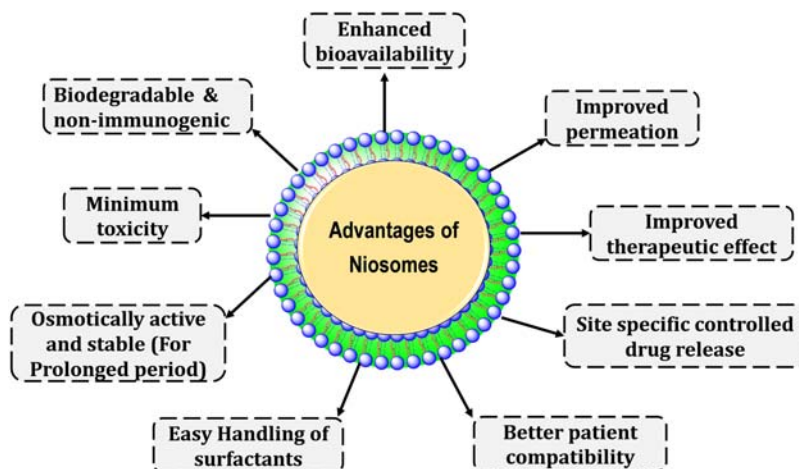 Enhanced
bioavailability
Biodegradable &
non-immunogenic
Improved
permeation
Minimum
toxicity
Advantages of
Niosomes
Improved
therapeutic effect
Osmotically active
and stable (For
Prolonged period)
Site specific controlled
drug release
Easy Handling of
surfactants
Better patient
compatibility